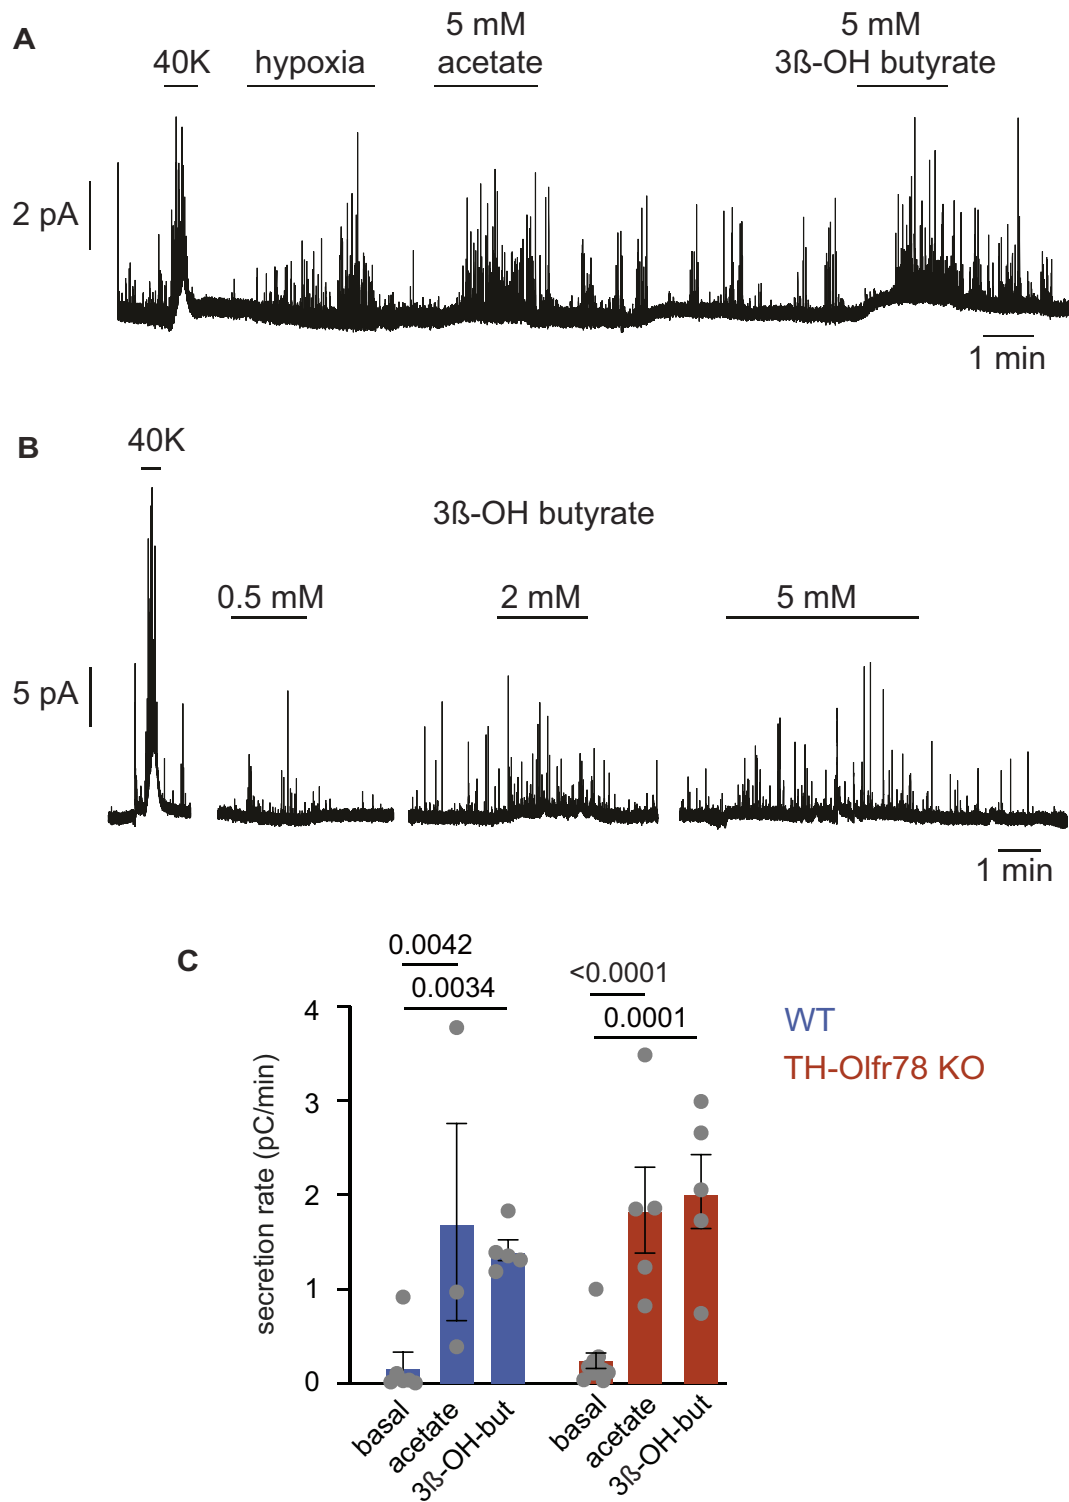 A
40K
hypoxia
5 mM
acetate
5 mM
3ß-OH butyrate
2 pA
1 min
B
40K
3ß-OH butyrate
0.5 mM
2 mM
5 mM
5 pA
1 min
C
0.0042
0.0034
<0.0001
0.0001
WT
TH-Olfr78 KO
secretion rate (pC/min)
4
3
2
1
0
basal
acetate
3ß-OH-but
basal
acetate
3ß-OH-but